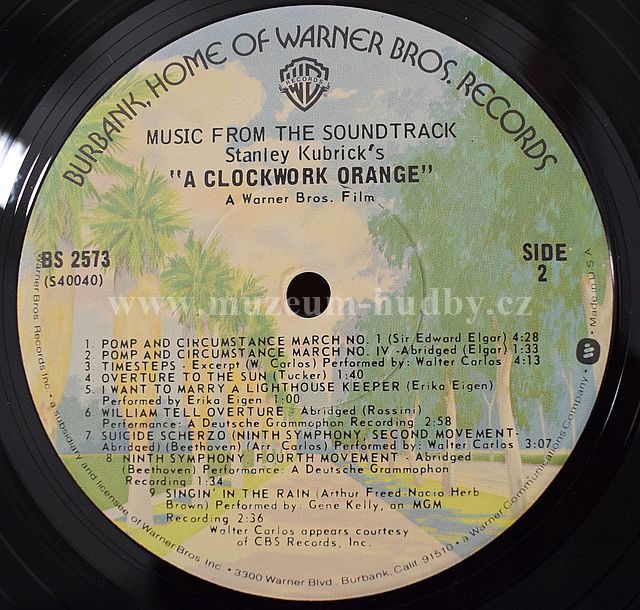 BURBANK, HOME OF WARNER BROS. RECORDS
WB
RECORDS
MUSIC FROM THE SOUNDTRACK
Stanley Kubrick's
"A CLOCKWORK ORANGE"
A Warner Bros. Film
BS 2573
(S40040)
SIDE
2
www.muzeum-hudby.cz
1. POMP AND CIRCUMSTANCE MARCH NO. 1 (Sir Edward Elgar) 4:28
2 POMP AND CIRCUMSTANCE MARCH NO. IV -Abridged (Elgar) 1:33
3. TIMESTEPS - Excerpt (W. Carlos) Performed by: Walter Carlos 4:13
4 OVERTURE TO THE SUN (Tucker) 1:40
5 I WANT TO MARRY A LIGHTHOUSE KEEPER (Erika Eigen)
Performed by Erika Eigen 1:00
6 WILLIAM TELL OVERTURE - Abridged (Rossini)
Performance: A Deutsche Grammophon Recording 2:58
7 SUICIDE SCHERZO (NINTH SYMPHONY, SECOND MOVEMENT-
Abridged) (Beethoven) (Arr. Carlos) Performed by: Walter Carlos 3:07
8 NINTH SYMPHONY, FOURTH MOVEMENT - Abridged
(Beethoven) Performance: A Deutsche Grammophon
Recording 1:34
9 SINGIN' IN THE RAIN (Arthur Freed-Nacio Herb
Brown) Performed by: Gene Kelly, an MGM
Recording 2:36
Walter Carlos appears courtesy
of CBS Records, Inc.
Warner Bros. Records Inc. • a subsidiary and licensee of Warner Bros. Inc. • 3300 Warner Blvd., Burbank, Calif. 91510 • a Warner Communications Company • Made in U S A